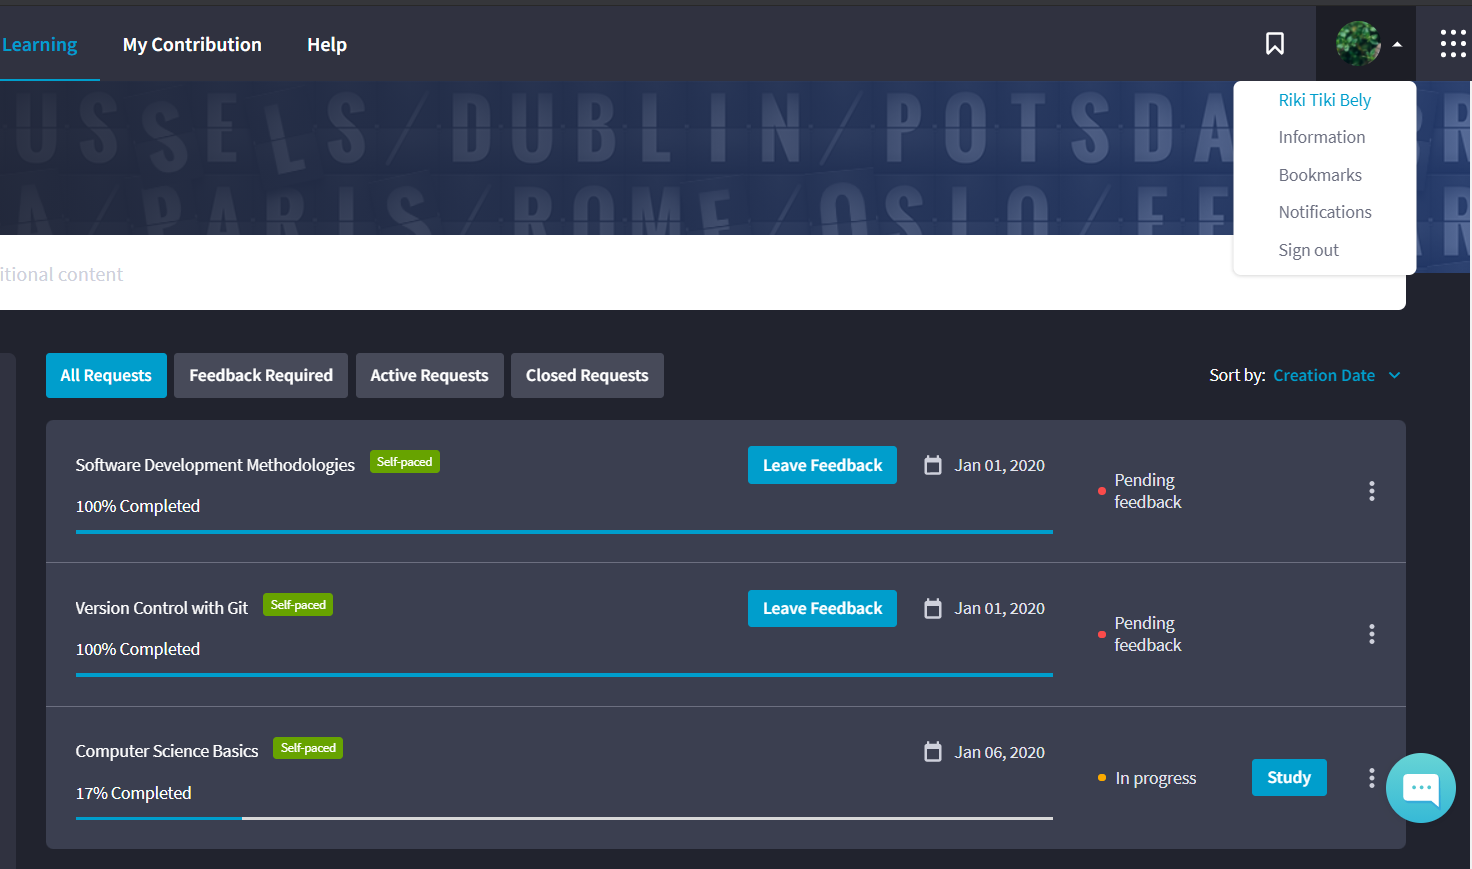 Learning
My Contribution
Help
USSELS/DUBLIN/POTSDA
R
Riki Tiki Bely
Information
Bookmarks
Notifications
Sign out
A/PARIS/ROME/OSLO/
itional content
All Requests
Feedback Required
Active Requests
Closed Requests
Sort by: Creation Date
Software Development Methodologies
Self-paced
Leave Feedback
Jan 01, 2020
Pending
feedback
100% Completed
Version Control with Git
Self-paced
Leave Feedback
Jan 01, 2020
Pending
feedback
100% Completed
Computer Science Basics
Self-paced
Jan 06, 2020
In progress
Study
17% Completed